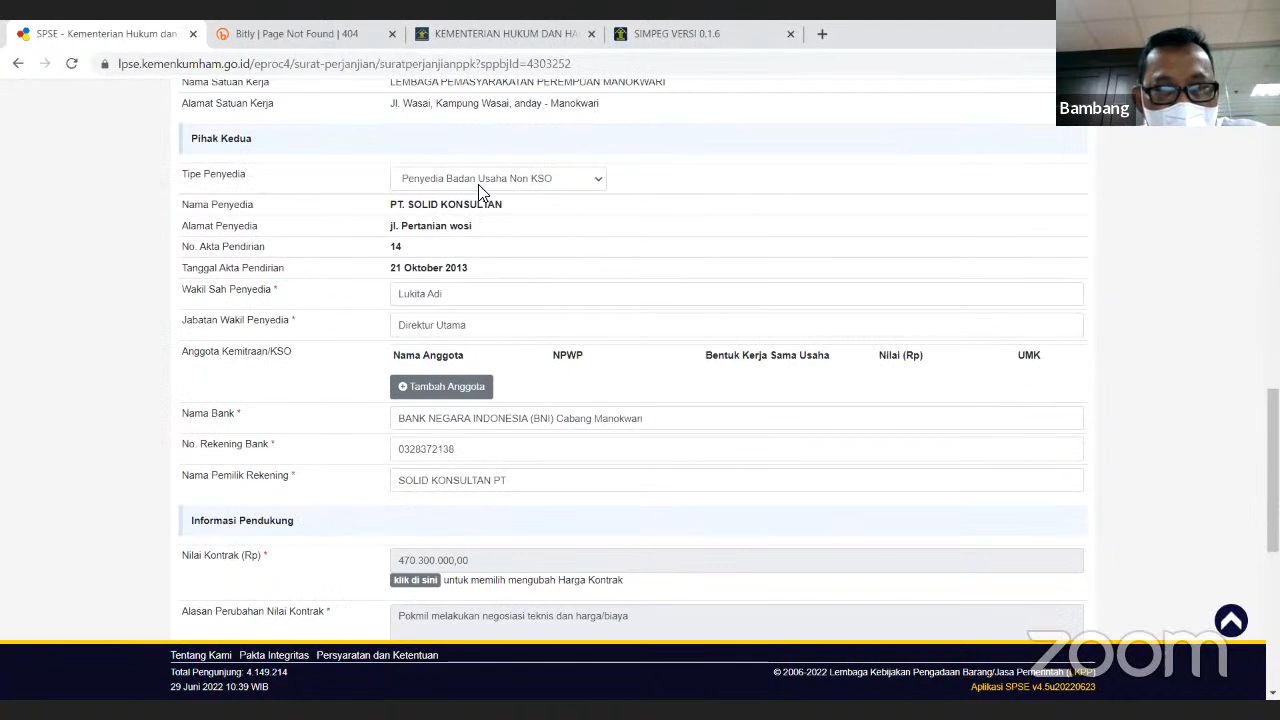 SPSE - Kementerian Hukum dan
Bitly | Page Not Found | 404
KEMENTERIAN HUKUM DAN HA
SIMPEG VERSI 0.1.6
lpse.kemenkumham.go.id/eproc4/surat-perjanjian/suratperjanjianppk?sppbjId=4303252
Bambang
Nama Satuan Kerja LEMBAGA PEMASYARAKATAN PEREMPUAN MANOKWARI
Alamat Satuan Kerja Jl. Wasai, Kampung Wasai, anday - Manokwari
Pihak Kedua
Tipe Penyedia Penyedia Badan Usaha Non KSO
Nama Penyedia PT. SOLID KONSULTAN
Alamat Penyedia jl. Pertanian wosi
No. Akta Pendirian 14
Tanggal Akta Pendirian 21 Oktober 2013
Wakil Sah Penyedia * Lukita Adi
Jabatan Wakil Penyedia * Direktur Utama
Anggota Kemitraan/KSO Nama Anggota NPWP Bentuk Kerja Sama Usaha Nilai (Rp) UMK
Tambah Anggota
Nama Bank * BANK NEGARA INDONESIA (BNI) Cabang Manokwari
No. Rekening Bank * 0328372138
Nama Pemilik Rekening * SOLID KONSULTAN PT
Informasi Pendukung
Nilai Kontrak (Rp) * 470.300.000,00
klik di sini untuk memilih mengubah Harga Kontrak
Alasan Perubahan Nilai Kontrak * Pokmil melakukan negosiasi teknis dan harga/biaya
zoom
Tentang Kami Pakta Integritas Persyaratan dan Ketentuan
Total Pengunjung: 4.149.214 © 2006-2022 Lembaga Kebijakan Pengadaan Barang/Jasa Pemerintah (LKPP)
29 Juni 2022 10:39 WIB Aplikasi SPSE v4.5u20220623